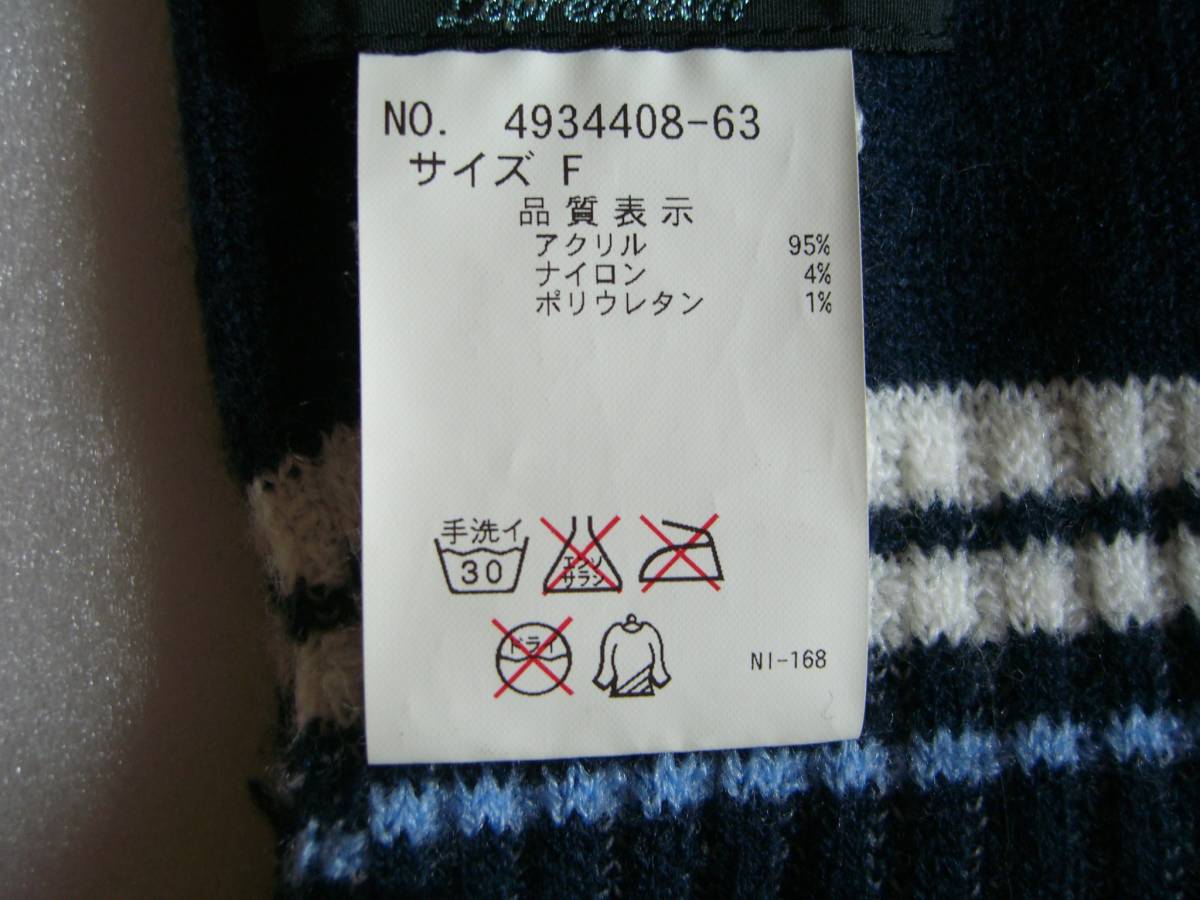 NO. 4934408-63
サイズ F
品質表示
アクリル 95%
ナイロン 4%
ポリウレタン 1%
手洗イ
30
エンソ
サラシ
ドライ
NI-168